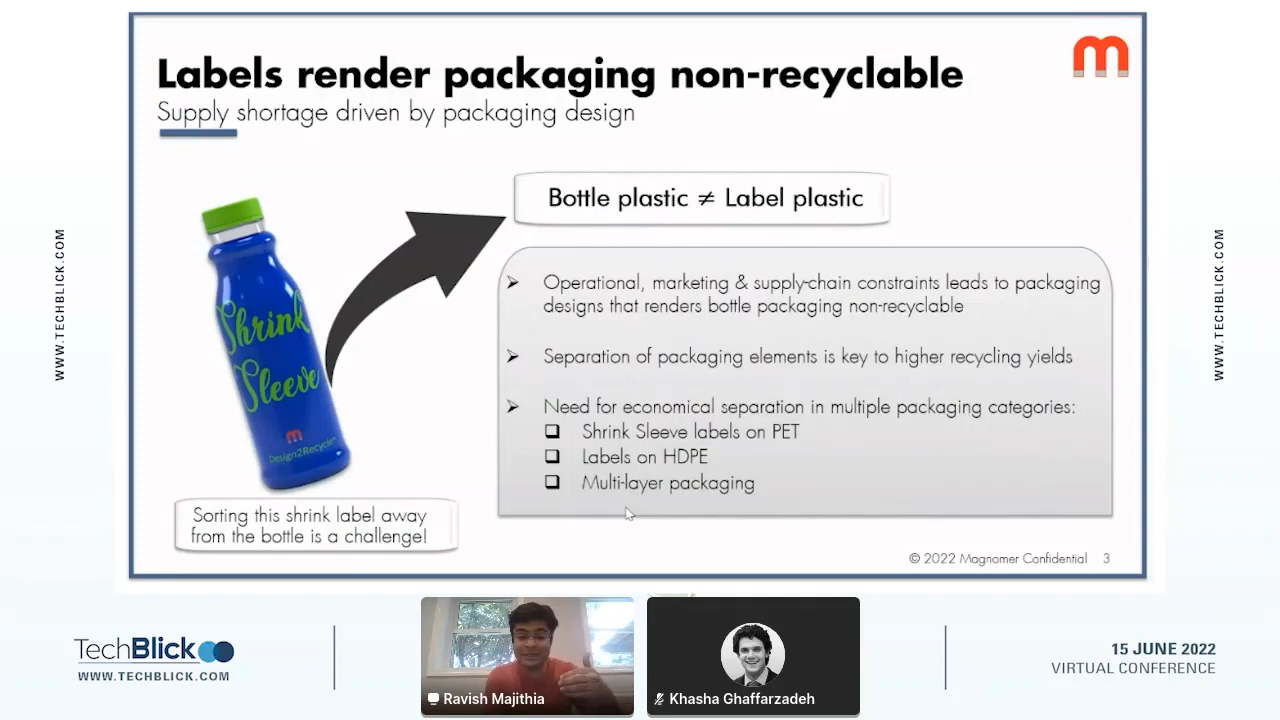 Labels render packaging non-recyclable
Supply shortage driven by packaging design
m
WWW.TECHBLICK.COM
WWW.TECHBLICK.COM
Bottle plastic ≠ Label plastic
Shrink
Sleeve
m
Design2Recycle
Operational, marketing & supply-chain constraints leads to packaging
designs that renders bottle packaging non-recyclable
Separation of packaging elements is key to higher recycling yields
Need for economical separation in multiple packaging categories:
Shrink Sleeve labels on PET
Labels on HDPE
Multi-layer packaging
Sorting this shrink label away
from the bottle is a challenge!
© 2022 Magnomer Confidential 3
TechBlick
WWW.TECHBLICK.COM
Ravish Majithia
Khasha Ghaffarzadeh
15 JUNE 2022
VIRTUAL CONFERENCE